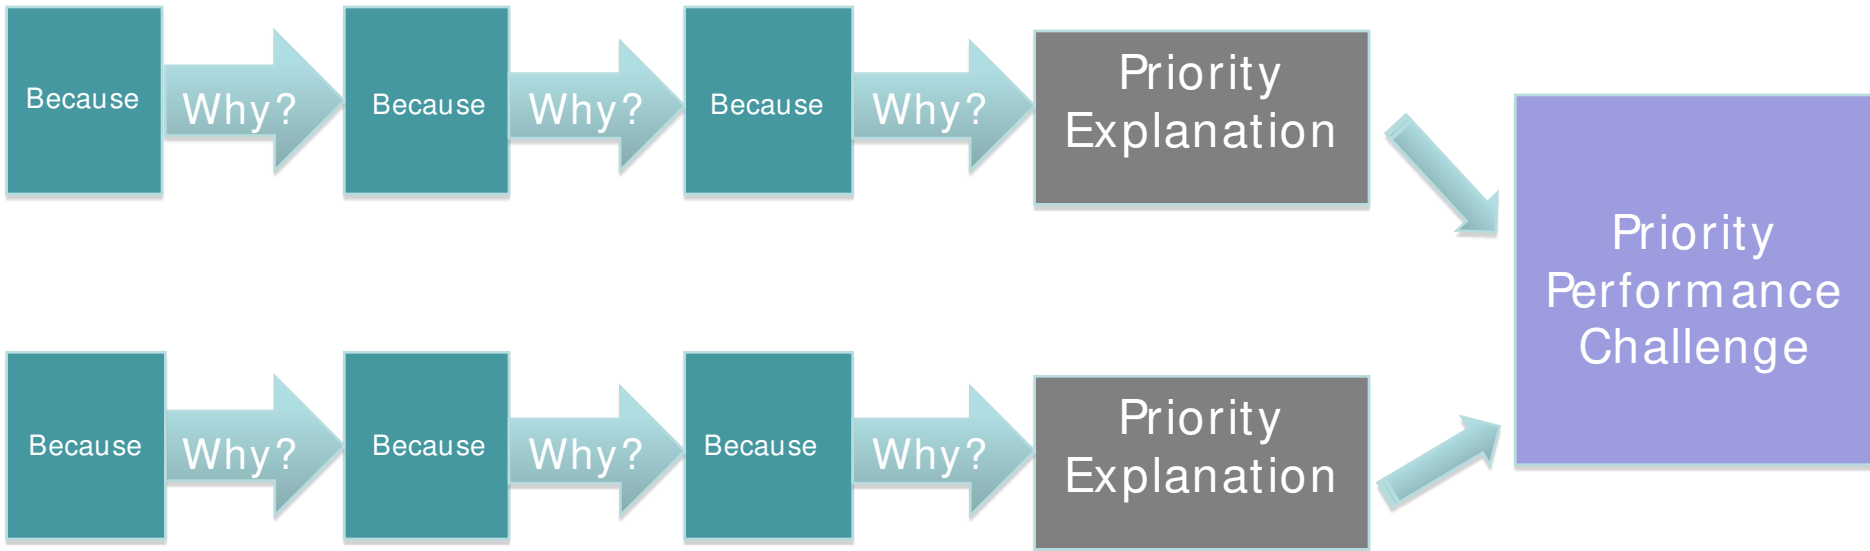 Because
Why?
Because
Why?
Because
Why?
Priority
Explanation
Priority
Performance
Challenge
Because
Why?
Because
Why?
Because
Why?
Priority
Explanation